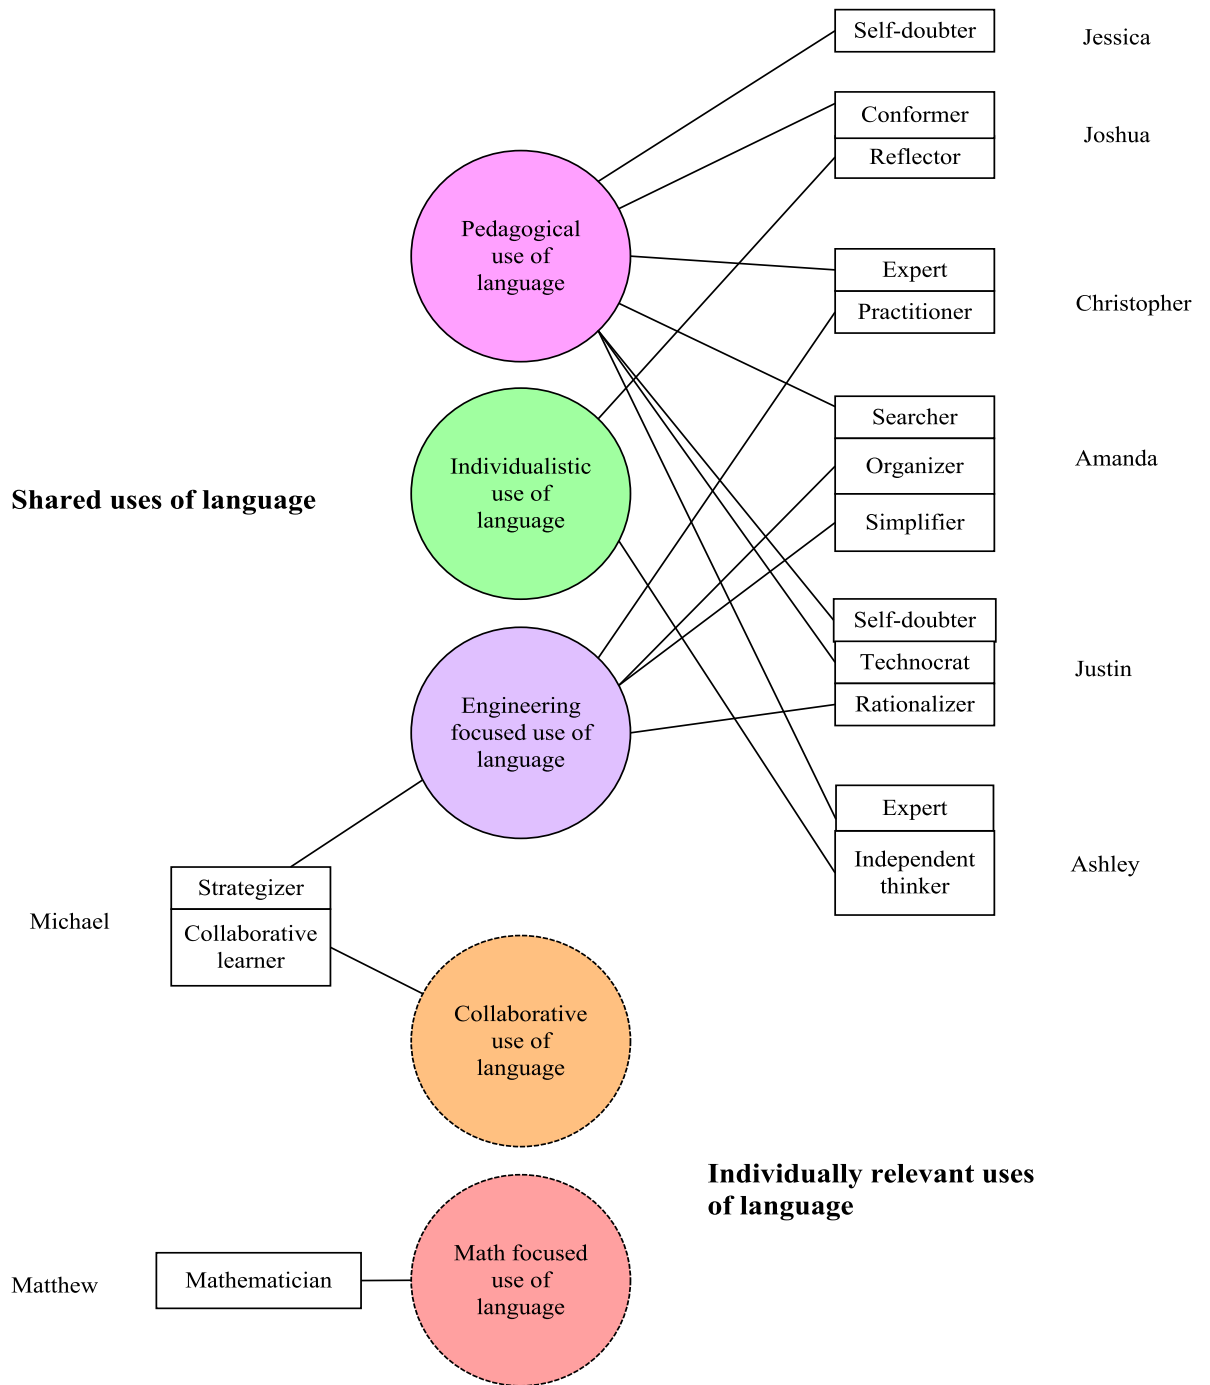 Self-doubter
Jessica
Conformer
Reflector
Joshua
Pedagogical
use of
language
Expert
Practitioner
Christopher
Searcher
Organizer
Simplifier
Amanda
Individualistic
use of
language
Shared uses of language
Self-doubter
Technocrat
Rationalizer
Justin
Engineering
focused use of
language
Expert
Independent
thinker
Ashley
Michael
Strategizer
Collaborative
learner
Collaborative
use of
language
Individually relevant uses
of language
Matthew
Mathematician
Math focused
use of
language